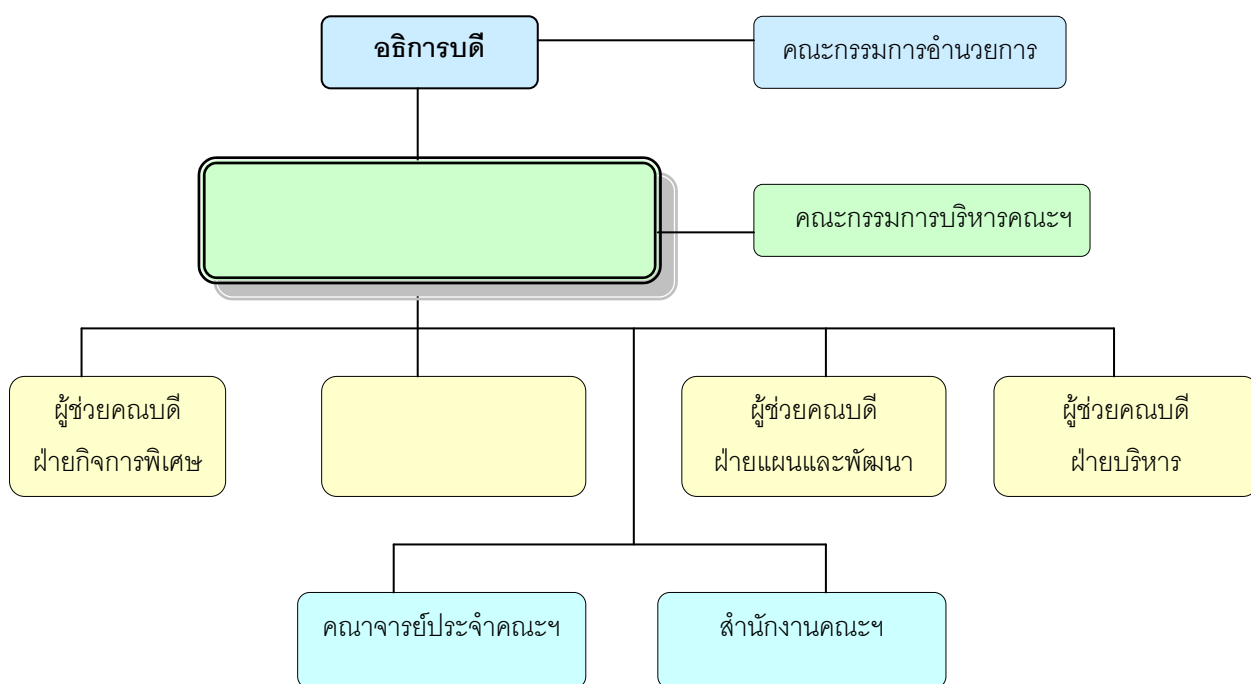 อธิการบดี
คณะกรรมการอำนวยการ
คณะกรรมการบริหารคณะฯ
ผู้ช่วยคณบดี
ฝ่ายกิจการพิเศษ
ผู้ช่วยคณบดี
ฝ่ายแผนและพัฒนา
ผู้ช่วยคณบดี
ฝ่ายบริหาร
คณาจารย์ประจำคณะฯ
สำนักงานคณะฯ